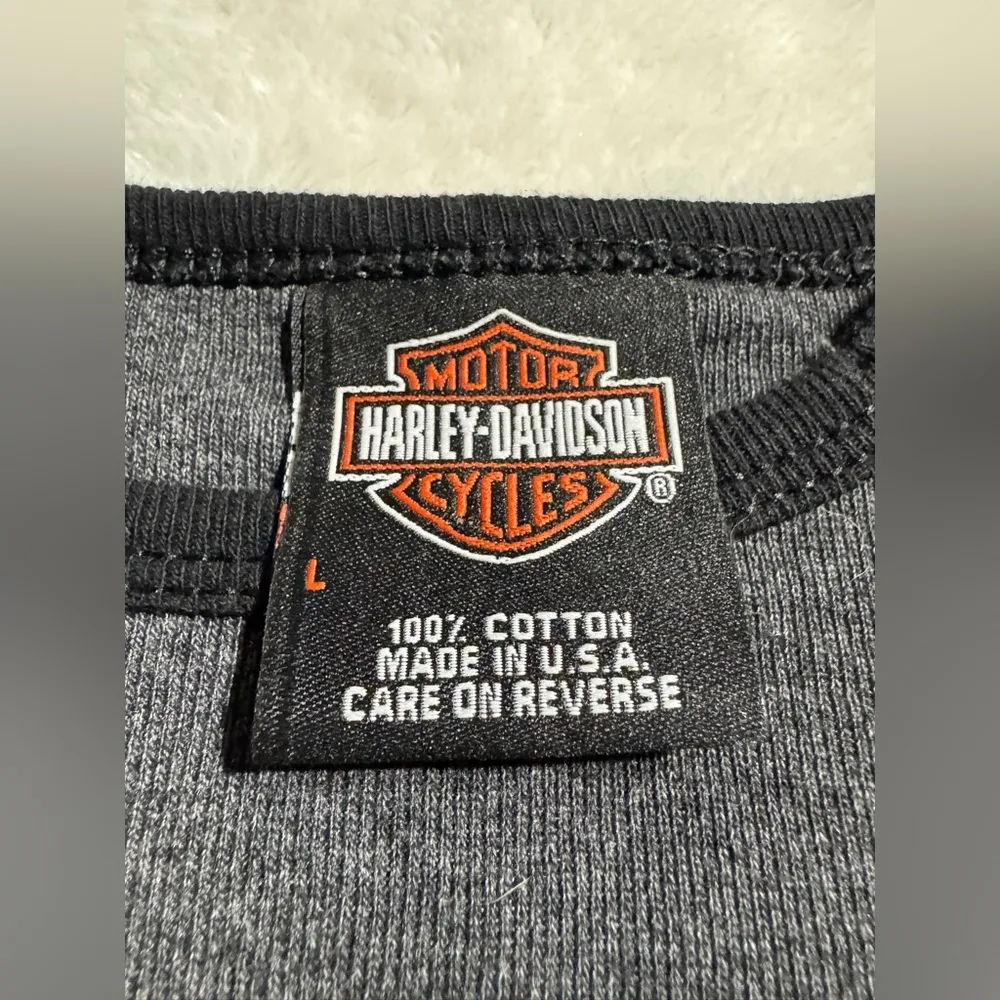 MOTOR
HARLEY-DAVIDSON
CYCLES
®
L
100% COTTON
MADE IN U.S.A.
CARE ON REVERSE